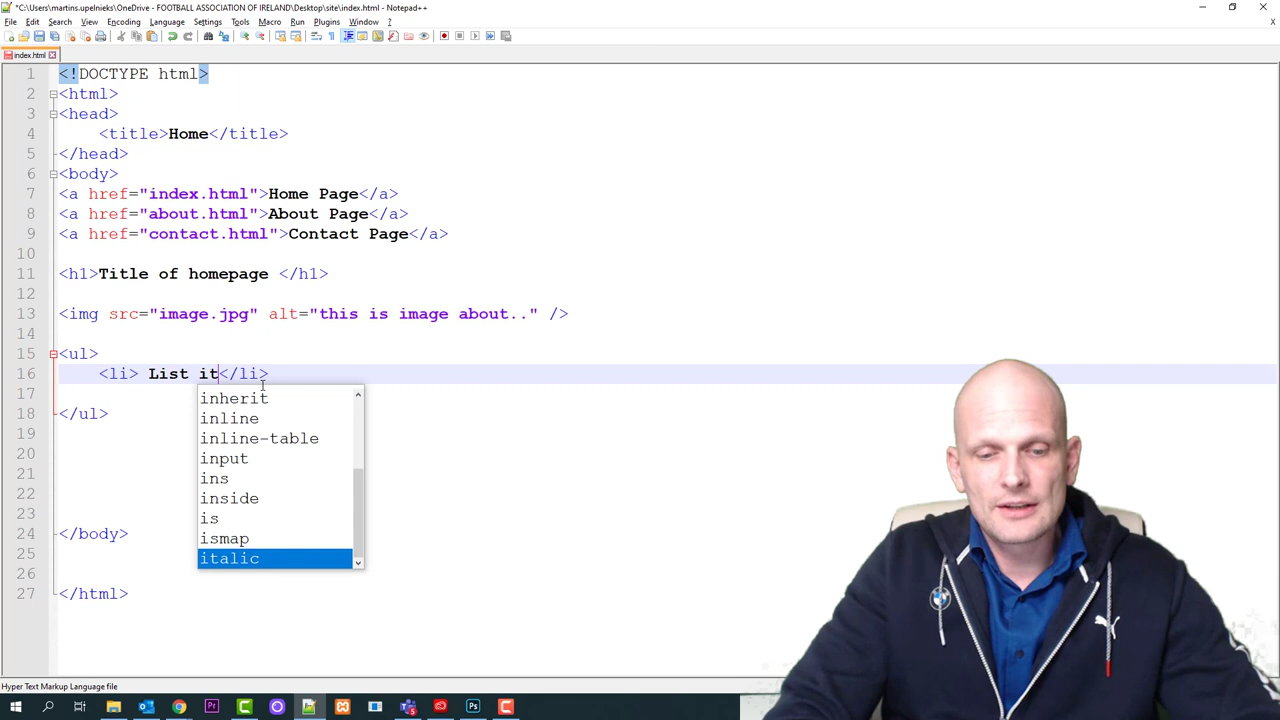 *C:\Users\martins.upelnieks\OneDrive - FOOTBALL ASSOCIATION OF IRELAND\Desktop\site\index.html - Notepad++
File Edit Search View Encoding Language Settings Tools Macro Run Plugins Window ?
X
index.html
1 <!DOCTYPE html>
2 <html>
3 <head>
4 <title>Home</title>
5 </head>
6 <body>
7 <a href="index.html">Home Page</a>
8 <a href="about.html">About Page</a>
9 <a href="contact.html">Contact Page</a>
10
11 <h1>Title of homepage </h1>
12
13 <img src="image.jpg" alt="this is image about.." />
14
15 <ul>
16 <li> List it</li>
17
inherit
18 </ul>
inline
19
inline-table
20
input
21
ins
22
inside
23
is
24 </body>
ismap
25
italic
26
27 </html>
Hyper Text Markup Language file
Pr
Ps
BMW
PUMA